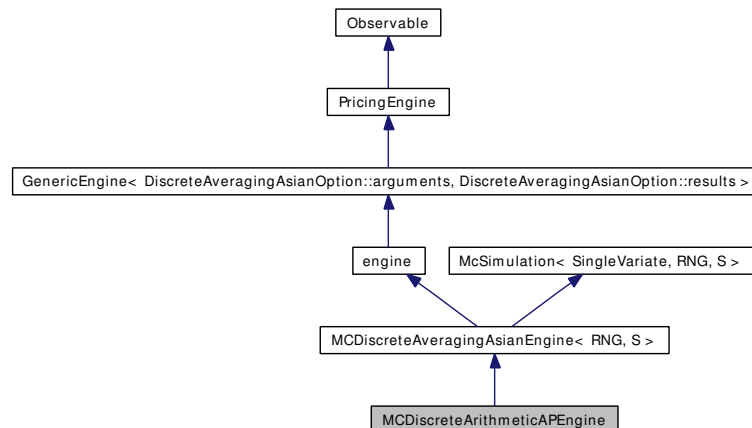 Observable
PricingEngine
GenericEngine< DiscreteAveragingAsianOption::arguments, DiscreteAveragingAsianOption::results >
engine
McSimulation< SingleVariate, RNG, S >
MCDiscreteAveragingAsianEngine< RNG, S >
MCDiscreteArithmeticAPEngine